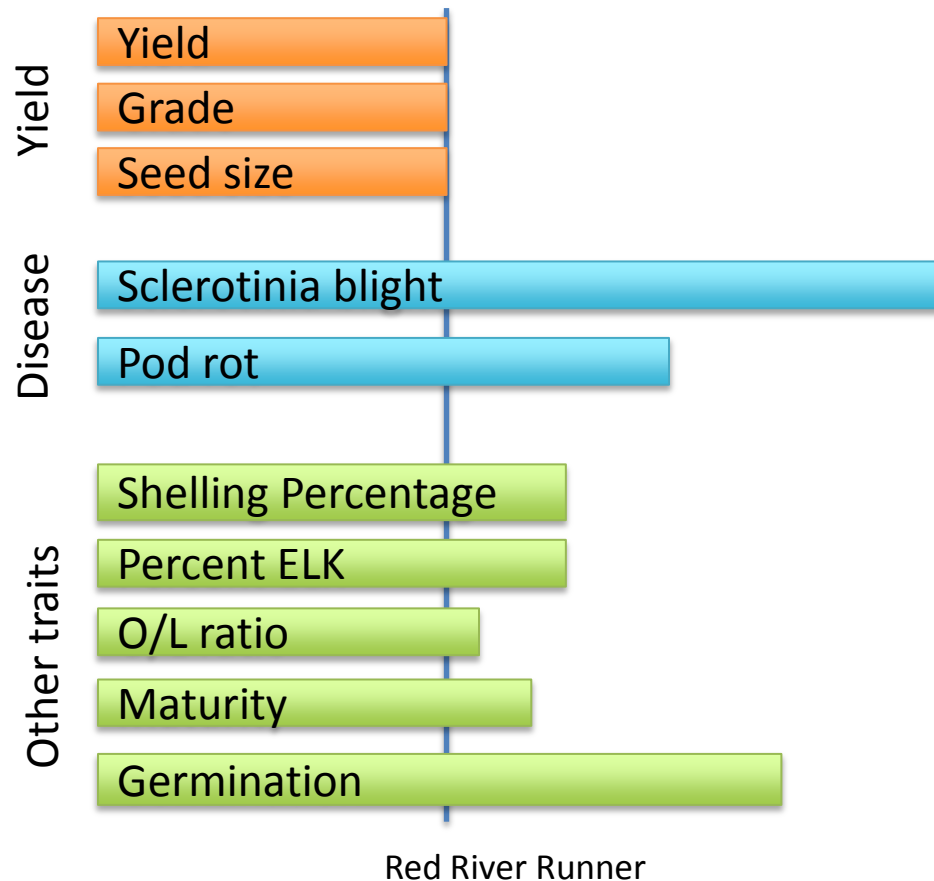 Yield
Yield
Grade
Seed size
Disease
Sclerotinia blight
Pod rot
Other traits
Shelling Percentage
Percent ELK
O/L ratio
Maturity
Germination
Red River Runner